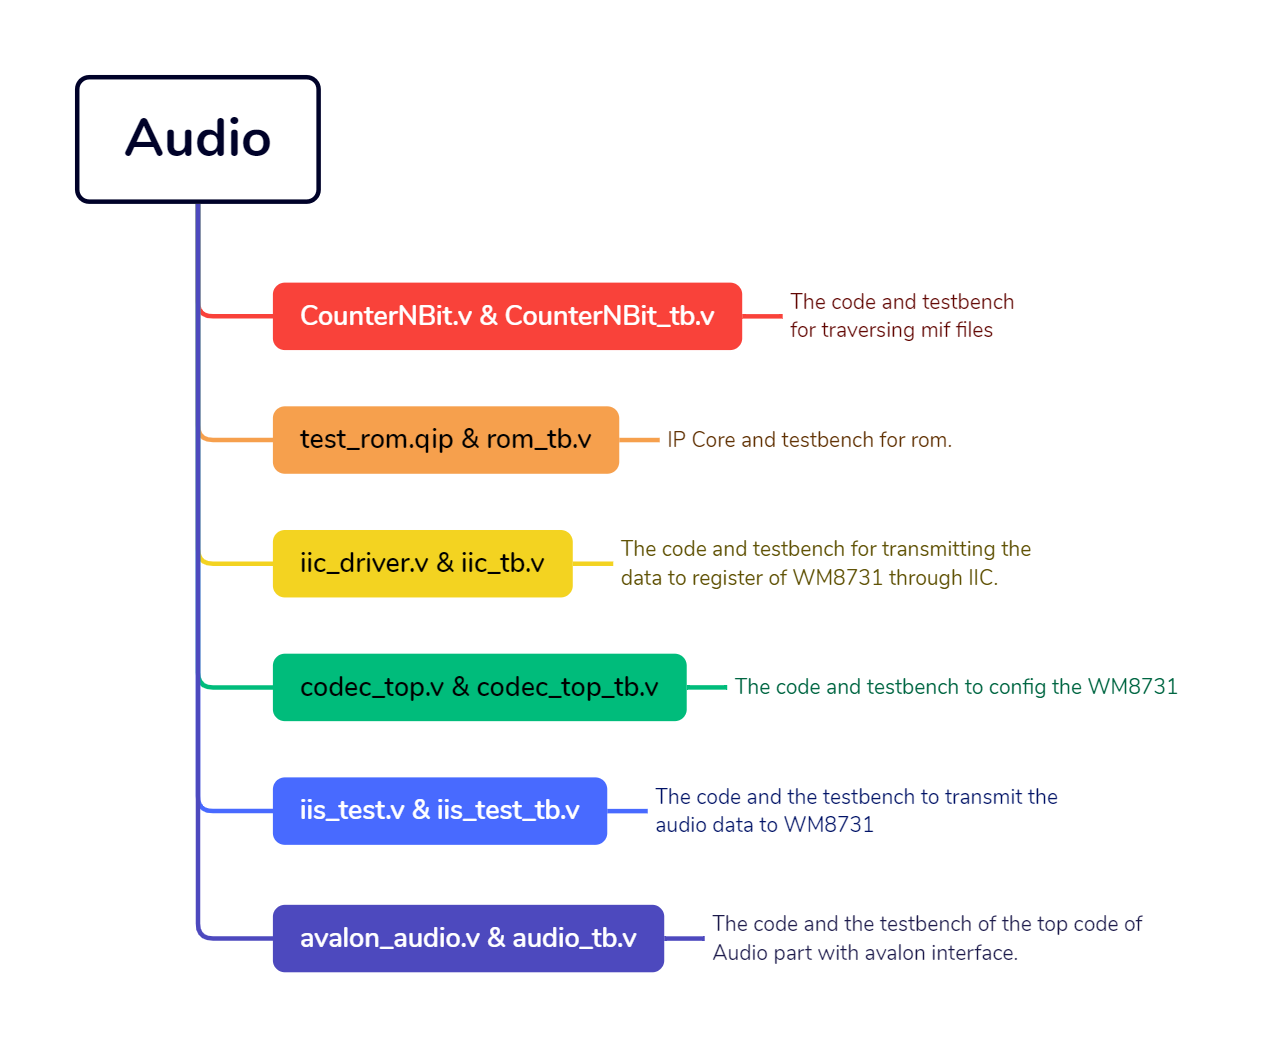 Audio
CounterNBit.v & CounterNBit_tb.v
The code and testbench
for traversing mif files
test_rom.qip & rom_tb.v
IP Core and testbench for rom.
iic_driver.v & iic_tb.v
The code and testbench for transmitting the
data to register of WM8731 through IIC.
codec_top.v & codec_top_tb.v
The code and testbench to config the WM8731
iis_test.v & iis_test_tb.v
The code and the testbench to transmit the
audio data to WM8731
avalon_audio.v & audio_tb.v
The code and the testbench of the top code of
Audio part with avalon interface.